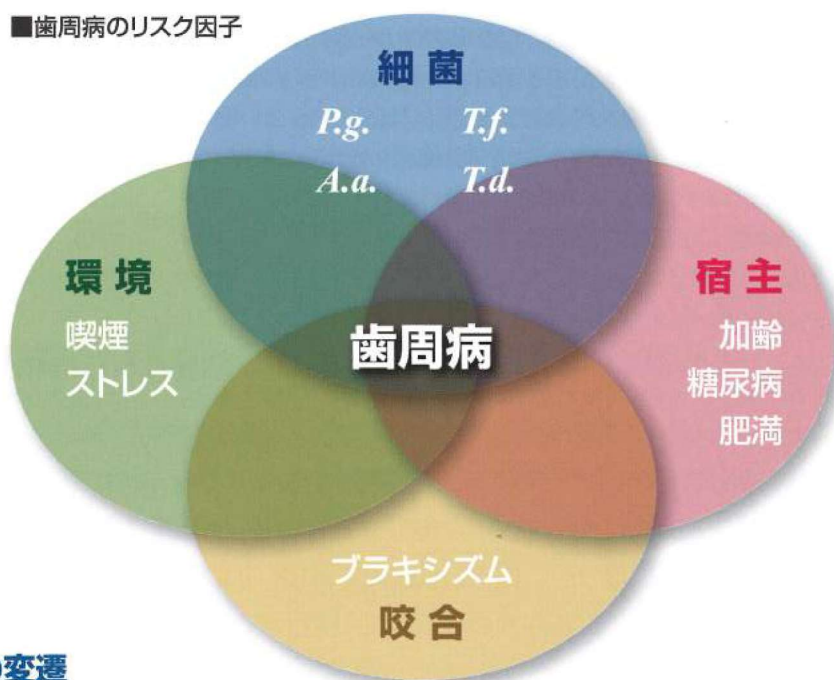 ■歯周病のリスク因子
細菌
P.g. T.f.
A.a. T.d.
環境
喫煙
ストレス
宿主
加齢
糖尿病
肥満
歯周病
ブラキシズム
咬合
変遷